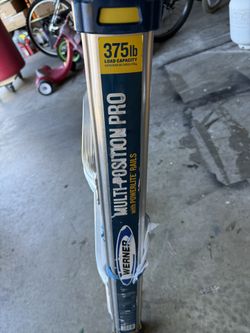 375lb
LOAD CAPACITY
MULTI-POSITION PRO
with POWERLITE RAILS
WERNER